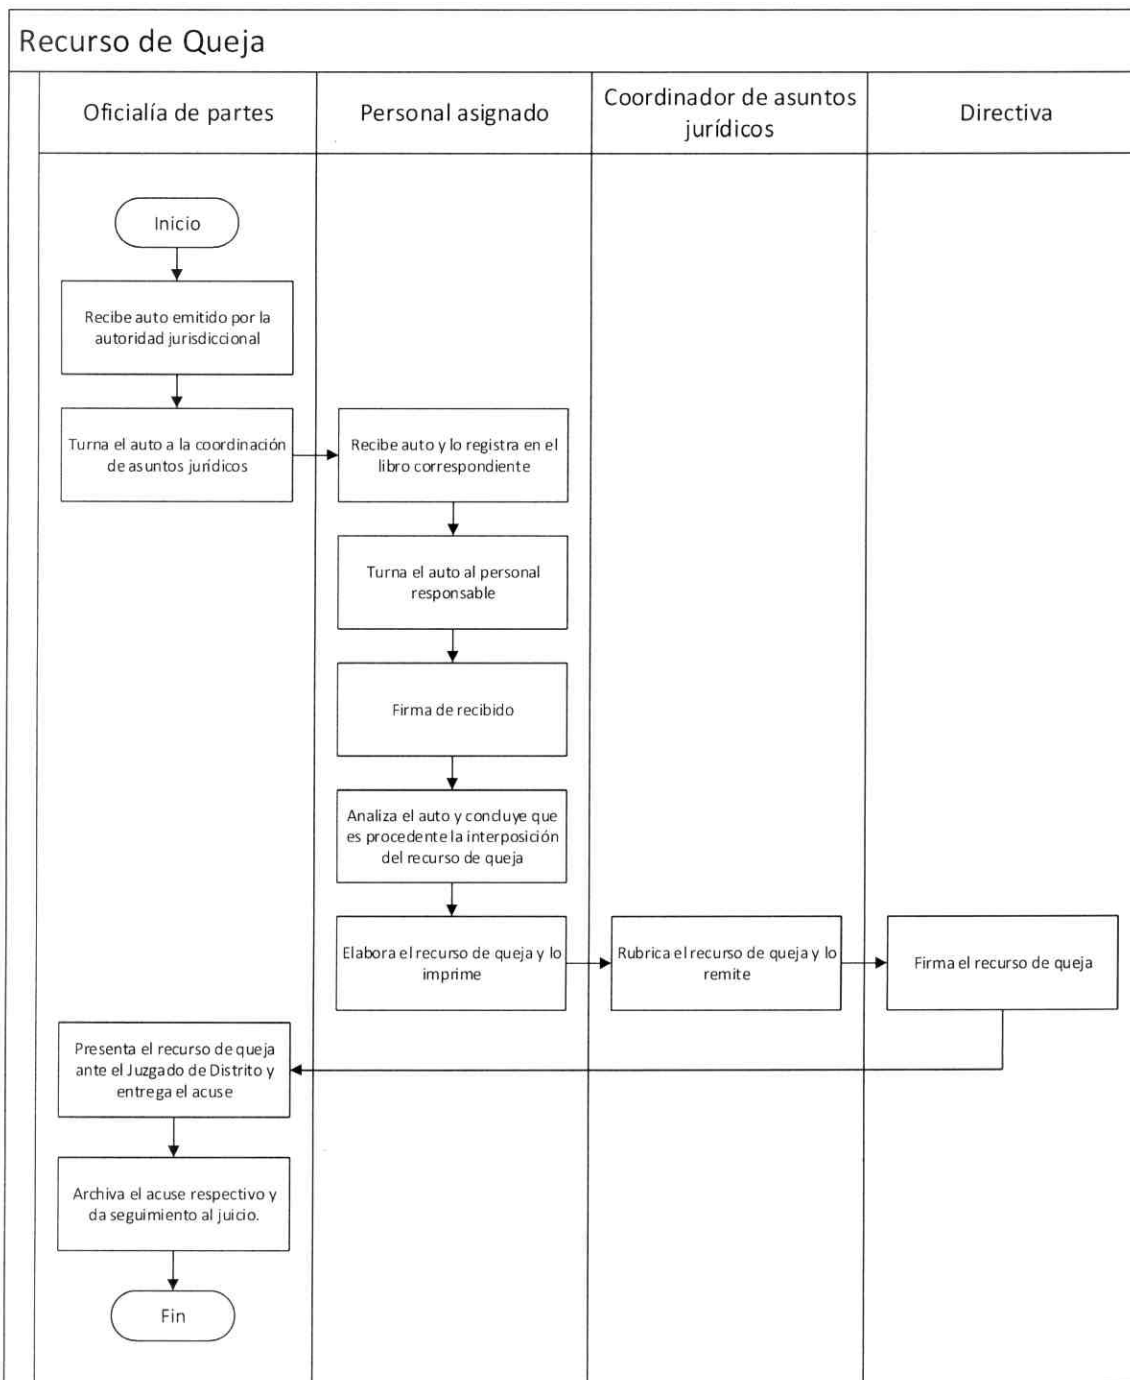 Recurso de Queja
Oficialía de partes
Personal asignado
Coordinador de asuntos
jurídicos
Directiva
Inicio
Recibe auto emitido por la
autoridad jurisdiccional
Turna el auto a la coordinación
de asuntos jurídicos
Recibe auto y lo registra en el
libro correspondiente
Turna el auto al personal
responsable
Firma de recibido
Analiza el auto y concluye que
es procedente la interposición
del recurso de queja
Elabora el recurso de queja y lo
imprime
Rubrica el recurso de queja y lo
remite
Firma el recurso de queja
Presenta el recurso de queja
ante el Juzgado de Distrito y
entrega el acuse
Archiva el acuse respectivo y
da seguimiento al juicio.
Fin